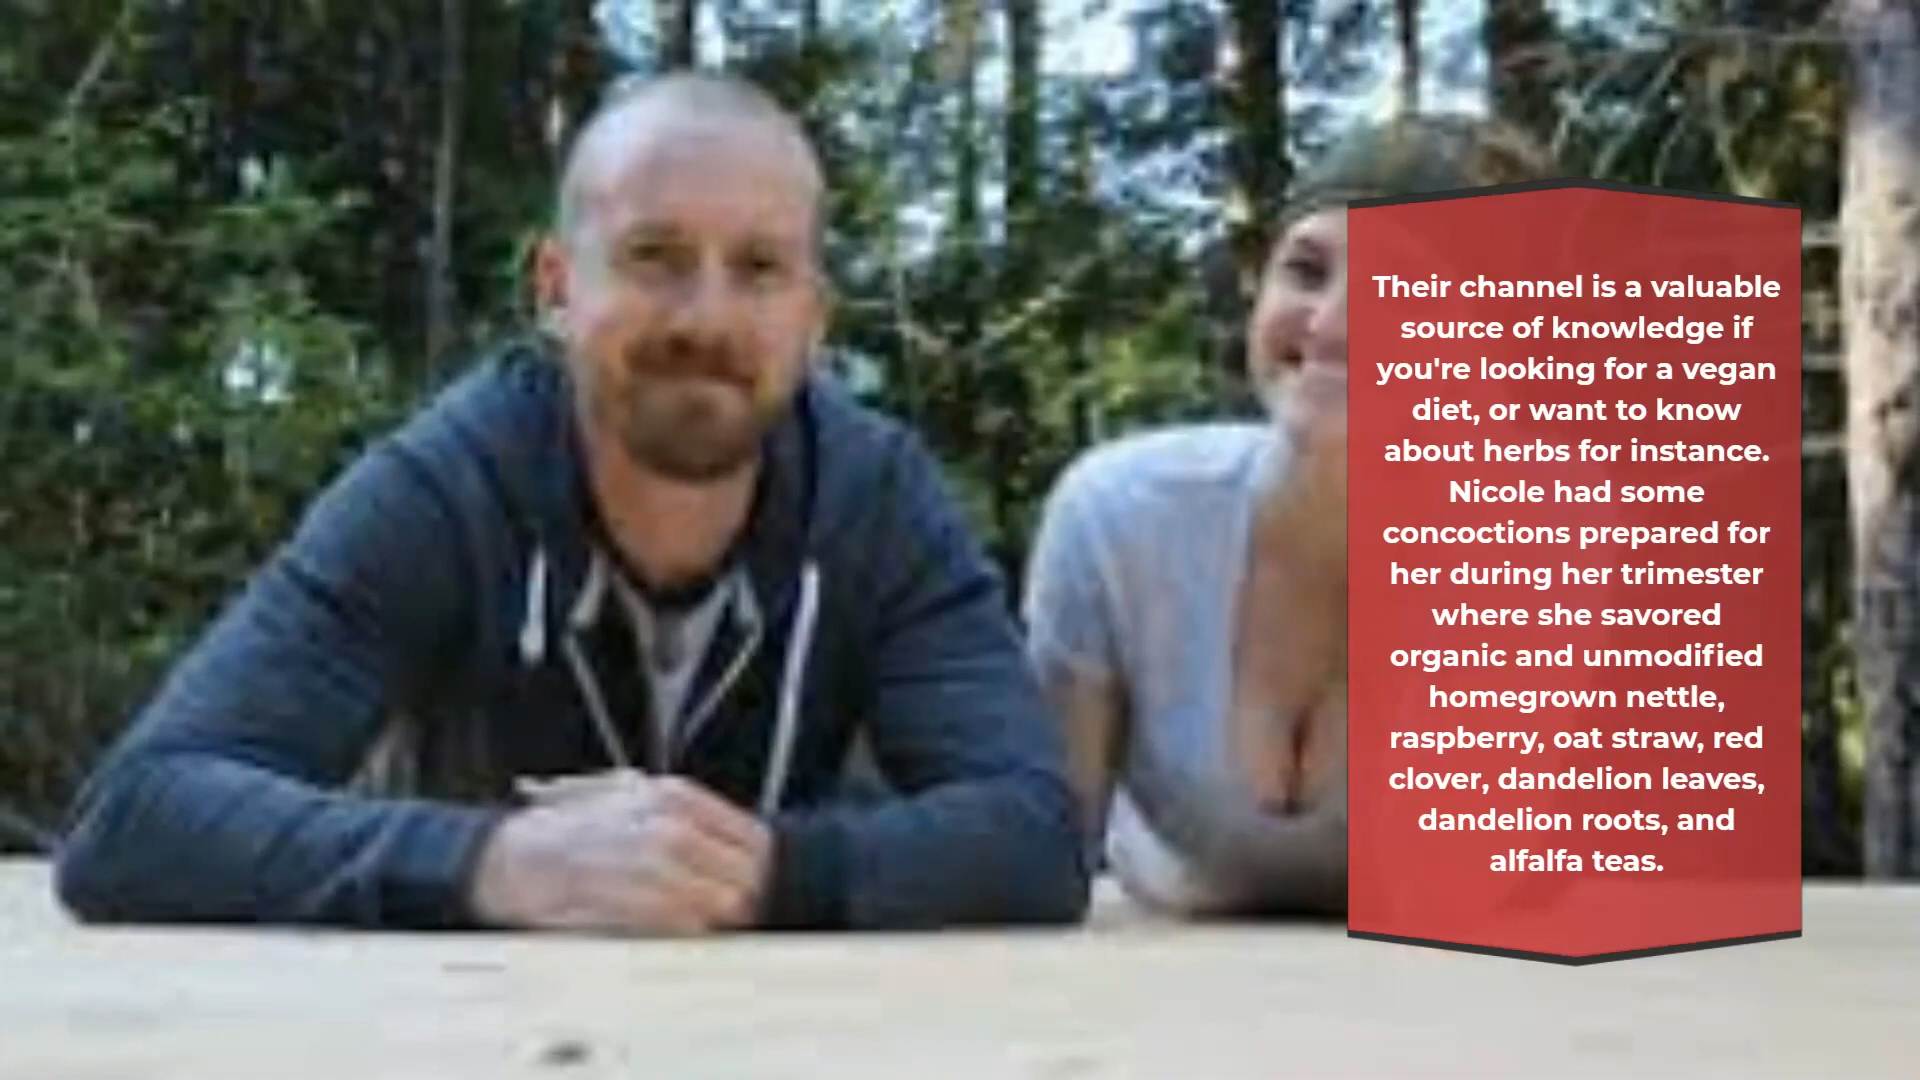 Their channel is a valuable
source of knowledge if
you're looking for a vegan
diet, or want to know
about herbs for instance.
Nicole had some
concoctions prepared for
her during her trimester
where she savored
organic and unmodified
homegrown nettle,
raspberry, oat straw, red
clover, dandelion leaves,
dandelion roots, and
alfalfa teas.